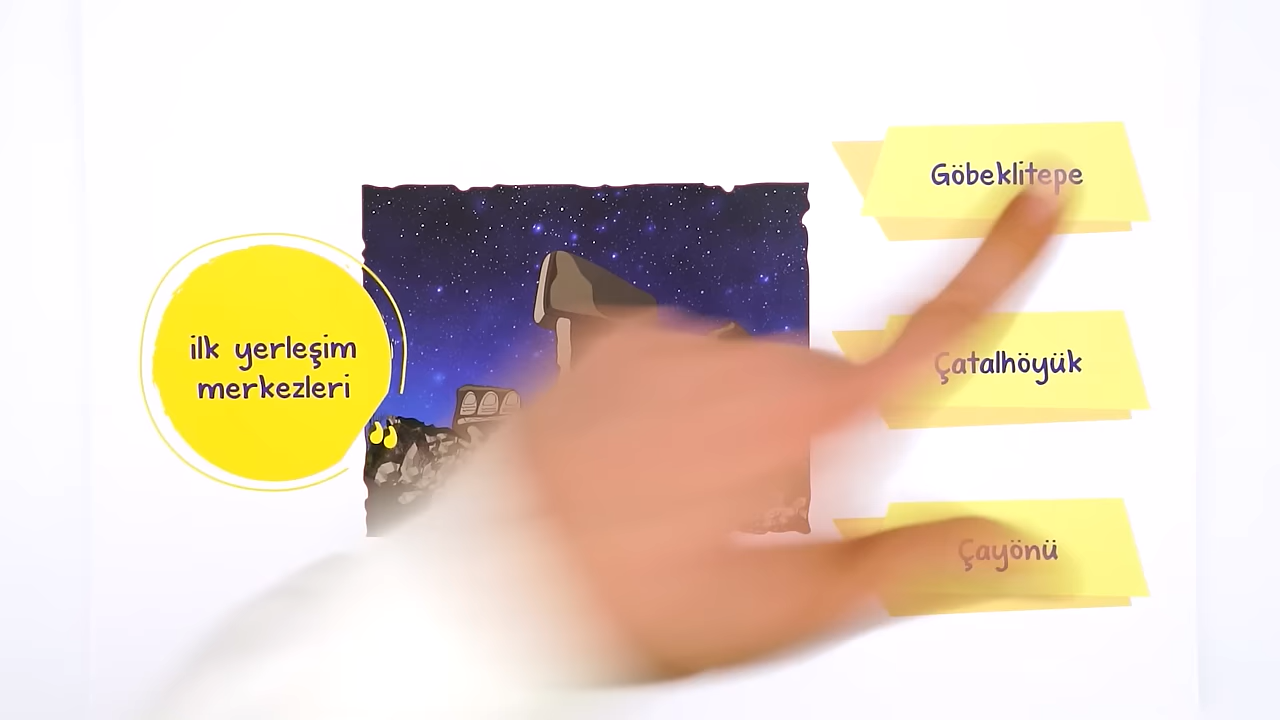 ilk yerleşim
merkezleri
Göbeklitepe
Çatalhöyük
Çayönü